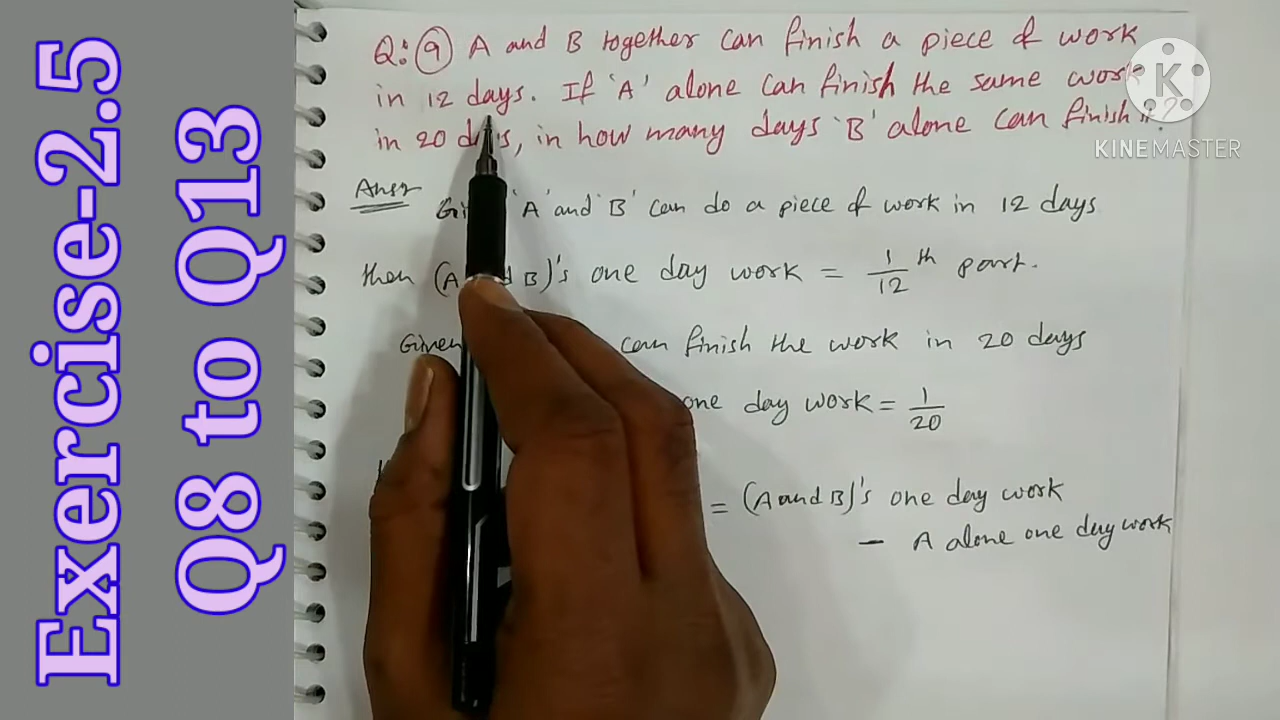 Exercise-2.5
Q8 to Q13
Q:⑨ A and B together can finish a piece of work
in 12 days. If 'A' alone can finish the same work
in 20 days, in how many days 'B' alone can finish it?
KINEMASTER
Ansr
'A' and 'B' can do a piece of work in 12 days
then (A B)'s one day work = 1/12 th part.
Given can finish the work in 20 days
one day work = 1/20
= (A and B)'s one day work
- A alone one day work